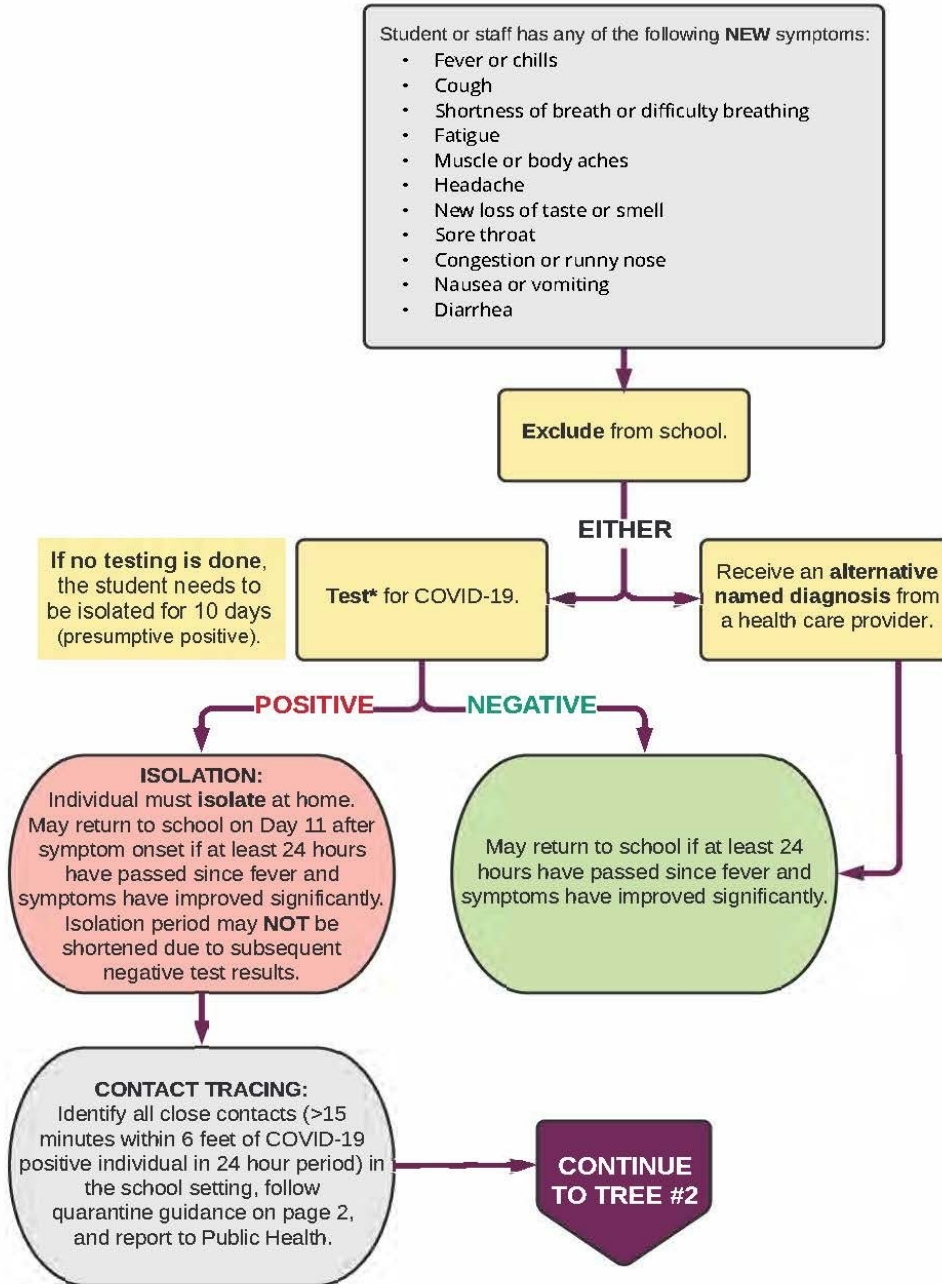 Student or staff has any of the following NEW symptoms:
• Fever or chills
• Cough
• Shortness of breath or difficulty breathing
• Fatigue
• Muscle or body aches
• Headache
• New loss of taste or smell
• Sore throat
• Congestion or runny nose
• Nausea or vomiting
• Diarrhea
Exclude from school.
EITHER
If no testing is done,
the student needs to
be isolated for 10 days
(presumptive positive).
Test* for COVID-19.
Receive an alternative
named diagnosis from
a health care provider.
POSITIVE
NEGATIVE
ISOLATION:
Individual must isolate at home.
May return to school on Day 11 after
symptom onset if at least 24 hours
have passed since fever and
symptoms have improved significantly.
Isolation period may NOT be
shortened due to subsequent
negative test results.
May return to school if at least 24
hours have passed since fever and
symptoms have improved significantly.
CONTACT TRACING:
Identify all close contacts (>15
minutes within 6 feet of COVID-19
positive individual in 24 hour period) in
the school setting, follow
quarantine guidance on page 2,
and report to Public Health.
CONTINUE
TO TREE #2